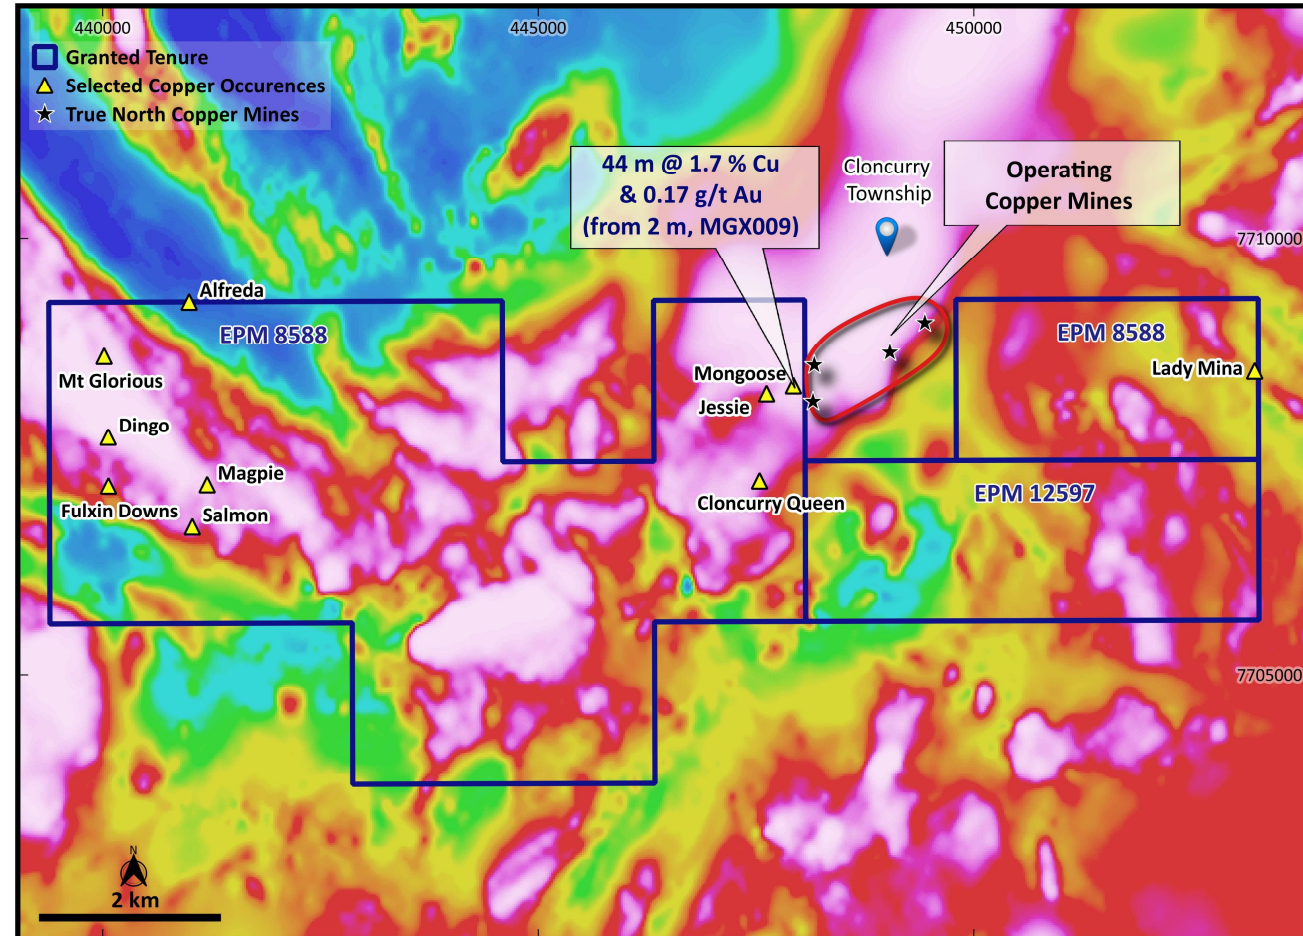 440000
445000
450000
Granted Tenure
Selected Copper Occurences
True North Copper Mines
44 m @ 1.7 % Cu
& 0.17 g/t Au
(from 2 m, MGX009)
Cloncurry
Township
Operating
Copper Mines
7710000
Alfreda
EPM 8588
EPM 8588
Mt Glorious
Mongoose
Lady Mina
Jessie
Dingo
Magpie
EPM 12597
Fulxin Downs
Salmon
Cloncurry Queen
7705000
N
2 km